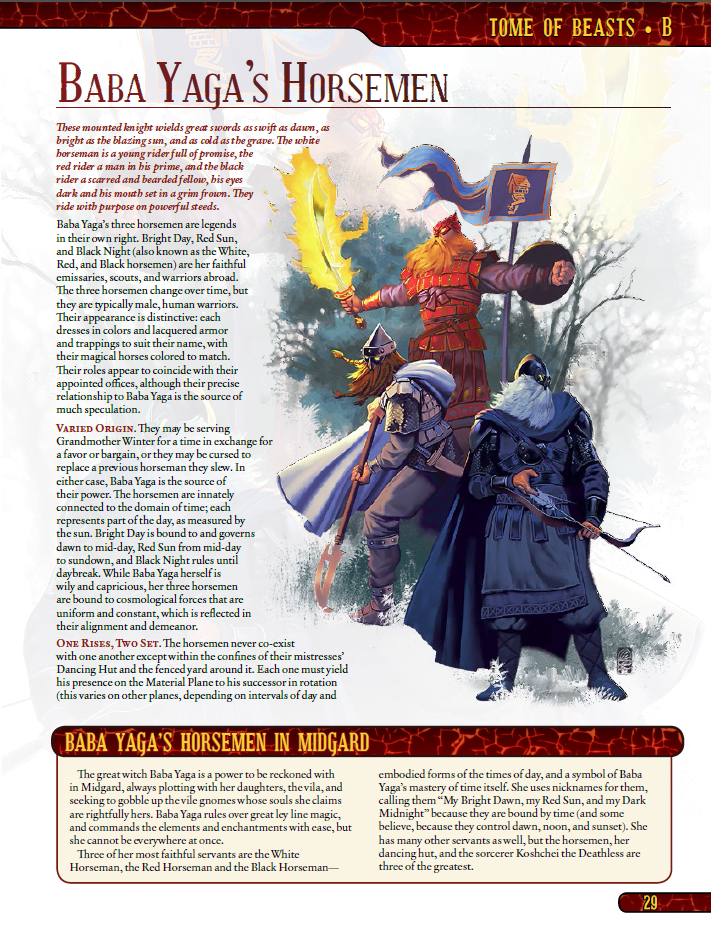 TOME OF BEASTS • B
BABA YAGA'S HORSEMEN
These mounted knight wields great swords as swift as dawn, as
bright as the blazing sun, and as cold as the grave. The white
horseman is a young rider full of promise, the
red rider a man in his prime, and the black
rider a scarred and bearded fellow, his eyes
dark and his mouth set in a grim frown. They
ride with purpose on powerful steeds.
Baba Yaga's three horsemen are legends
in their own right. Bright Day, Red Sun,
and Black Night (also known as the White,
Red, and Black horsemen) are her faithful
emissaries, scouts, and warriors abroad.
The three horsemen change over time, but
they are typically male, human warriors.
Their appearance is distinctive: each
dresses in colors and lacquered armor
and trappings to suit their name, with
their magical horses colored to match.
Their roles appear to coincide with their
appointed offices, although their precise
relationship to Baba Yaga is the source of
much speculation.
VARIED ORIGIN. They may be serving
Grandmother Winter for a time in exchange for
a favor or bargain, or they may be cursed to
replace a previous horseman they slew. In
either case, Baba Yaga is the source of
their power. The horsemen are innately
connected to the domain of time; each
represents part of the day, as measured by
the sun. Bright Day is bound to and governs
dawn to mid-day, Red Sun from mid-day
to sundown, and Black Night rules until
daybreak. While Baba Yaga herself is
wily and capricious, her three horsemen
are bound to cosmological forces that are
uniform and constant, which is reflected in
their alignment and demeanor.
ONE RISES, TWO SET. The horsemen never co-exist
with one another except within the confines of their mistresses'
Dancing Hut and the fenced yard around it. Each one must yield
his presence on the Material Plane to his successor in rotation
(this varies on other planes, depending on intervals of day and
BABA YAGA'S HORSEMEN IN MIDGARD
The great witch Baba Yaga is a power to be reckoned with
in Midgard, always plotting with her daughters, the vila, and
seeking to gobble up the vile gnomes whose souls she claims
are rightfully hers. Baba Yaga rules over great ley line magic,
and commands the elements and enchantments with ease, but
she cannot be everywhere at once.
Three of her most faithful servants are the White
Horseman, the Red Horseman and the Black Horseman—
embodied forms of the times of day, and a symbol of Baba
Yaga's mastery of time itself. She uses nicknames for them,
calling them "My Bright Dawn, my Red Sun, and my Dark
Midnight" because they are bound by time (and some
believe, because they control dawn, noon, and sunset). She
has many other servants as well, but the horsemen, her
dancing hut, and the sorcerer Koshchei the Deathless are
three of the greatest.
29